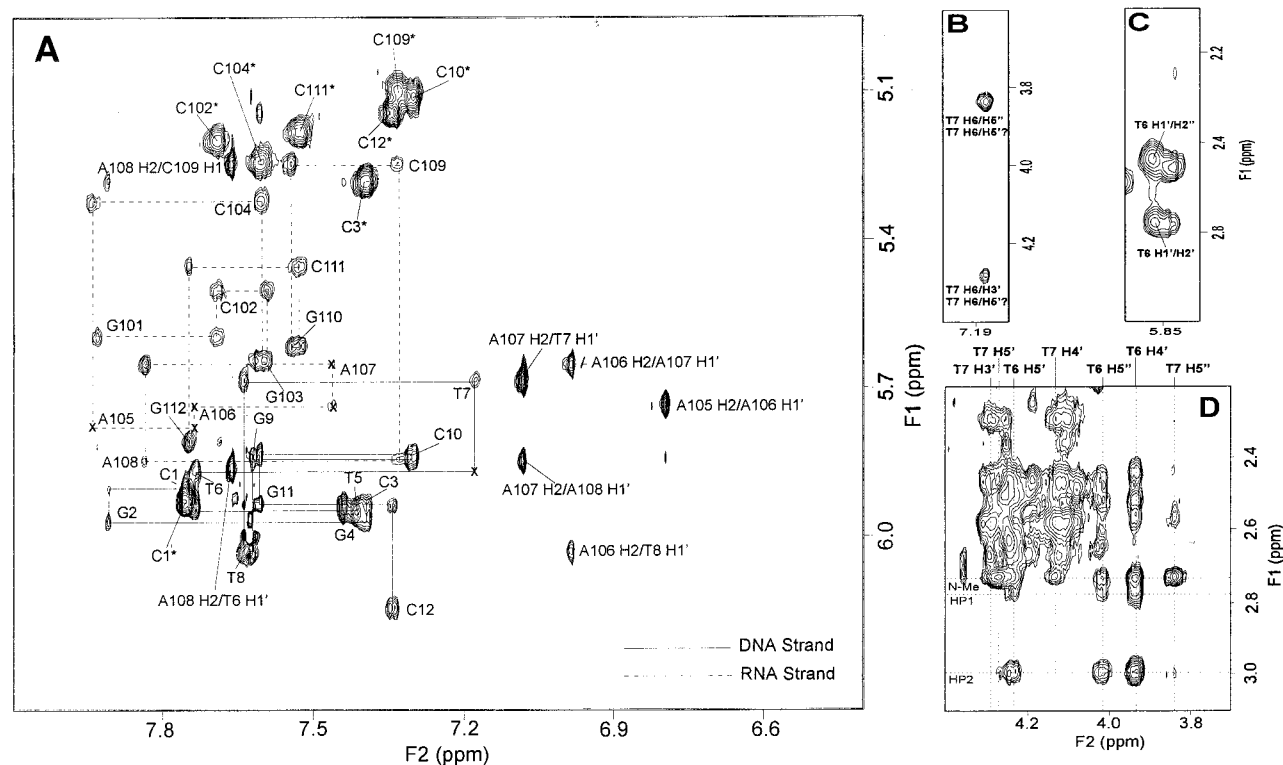 A
C109*
C104*
C10*
C111*
C102*
C12*
A108 H2/C109 H1'
C109
C3*
C104
C111
C102
G101
G110
A107 H2/T7 H1'
A106 H2/A107 H1'
x
A107
T7
G103
x
A105 H2/A106 H1'
A105
x
A106
x
G112
G9
C10
A108
x
C1
T6
T5
C3
G11
A107 H2/A108 H1'
G2
G4
C1*
T8
A106 H2/T8 H1'
A108 H2/T6 H1'
C12
DNA Strand
RNA Strand
5.1
5.4
5.7
6.0
F1 (ppm)
7.8
7.5
7.2
6.9
6.6
F2 (ppm)
B
T7 H6/H5''
T7 H6/H5'?
T7 H6/H3'
T7 H6/H5'?
3.8
4.0
4.2
7.19
C
T6 H1'/H2''
T6 H1'/H2'
2.2
2.4
2.8
F1 (ppm)
5.85
T7 H5'
T7 H4'
T6 H4'
T7 H3'
T6 H5'
T6 H5''
T7 H5''
D
N-Me
HP1
HP2
2.4
2.6
2.8
3.0
F1 (ppm)
4.2
4.0
3.8
F2 (ppm)